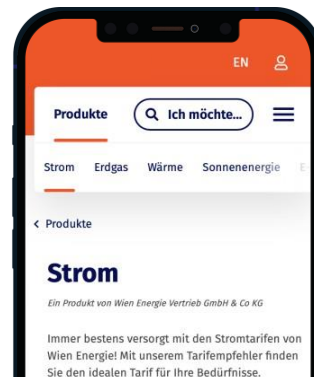 EN
Produkte
Ich möchte...
Strom Erdgas Wärme Sonnenenergie
< Produkte
Strom
Ein Produkt von Wien Energie Vertrieb GmbH & Co KG
Immer bestens versorgt mit den Stromtarifen von
Wien Energie! Mit unserem Tarifempfehler finden
Sie den idealen Tarif für Ihre Bedürfnisse.